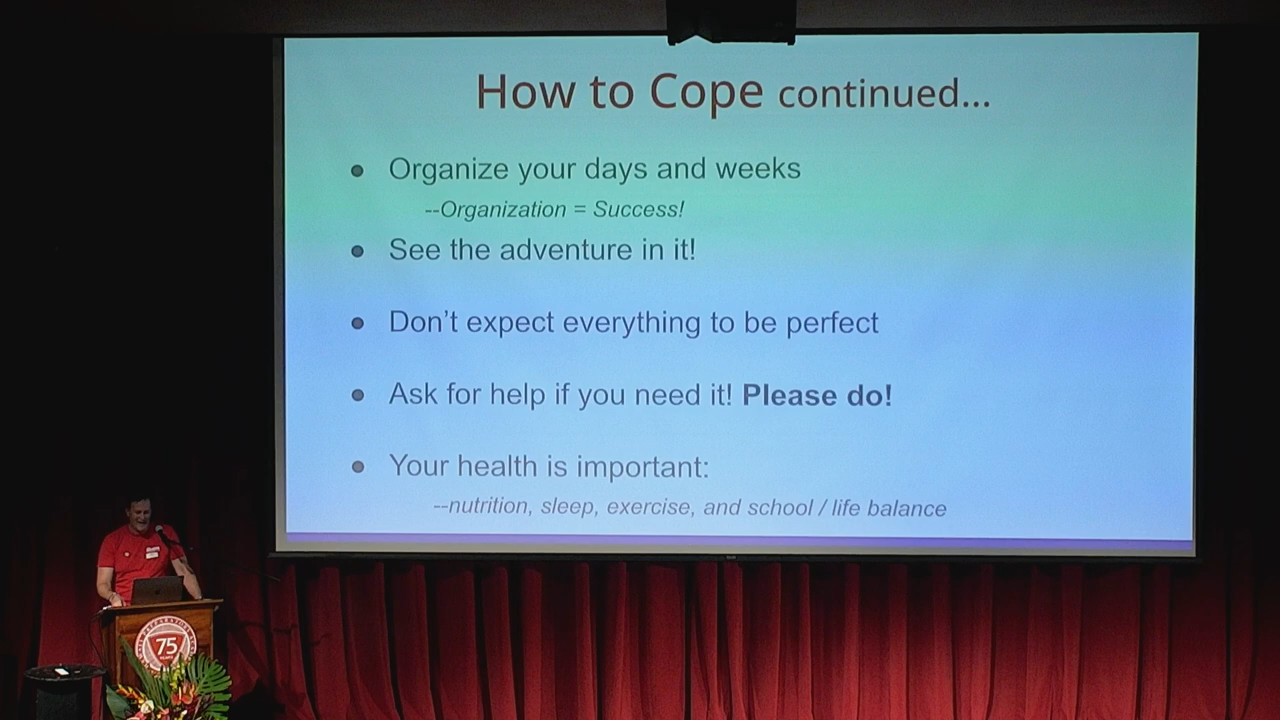 How to Cope continued...
• Organize your days and weeks
--Organization = Success!
• See the adventure in it!
• Don't expect everything to be perfect
• Ask for help if you need it! Please do!
• Your health is important:
--nutrition, sleep, exercise, and school / life balance
75